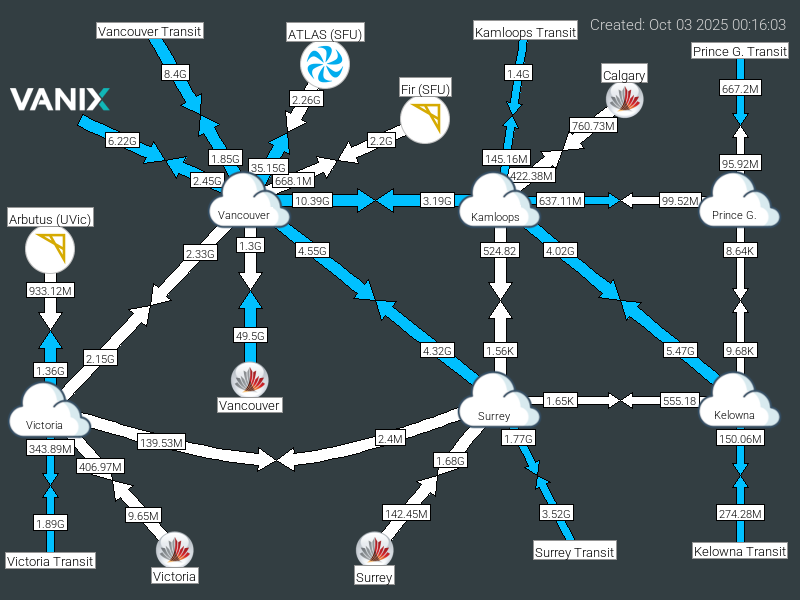 Created: Oct 03 2025 00:16:03
Vancouver Transit
ATLAS (SFU)
Kamloops Transit
Prince G. Transit
8.4G
1.4G
Calgary
667.2M
VANIX
2.26G
Fir (SFU)
6.22G
2.2G
760.73M
1.85G
35.15G
145.16M
95.92M
2.45G
668.1M
422.38M
10.39G
3.19G
637.11M
99.52M
Vancouver
Kamloops
Prince G.
Arbutus (UVic)
2.33G
1.3G
4.55G
524.82
4.02G
8.64K
933.12M
49.5G
2.15G
4.32G
1.56K
5.47G
9.68K
1.36G
Vancouver
1.65K
555.18
Victoria
Surrey
Kelowna
343.89M
139.53M
2.4M
1.77G
150.06M
406.97M
1.68G
1.89G
9.65M
142.45M
3.52G
274.28M
Victoria Transit
Victoria
Surrey
Surrey Transit
Kelowna Transit